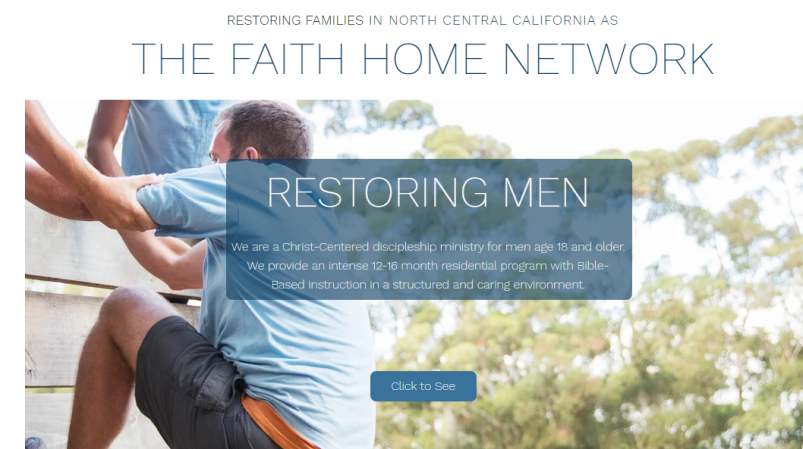 RESTORING FAMILIES IN NORTH CENTRAL CALIFORNIA AS
THE FAITH HOME NETWORK
RESTORING MEN
We are a Christ-Centered discipleship ministry for men age 18 and older.
We provide an intense 12-16 month residential program with Bible-
Based instruction in a structured and caring environment.
Click to See